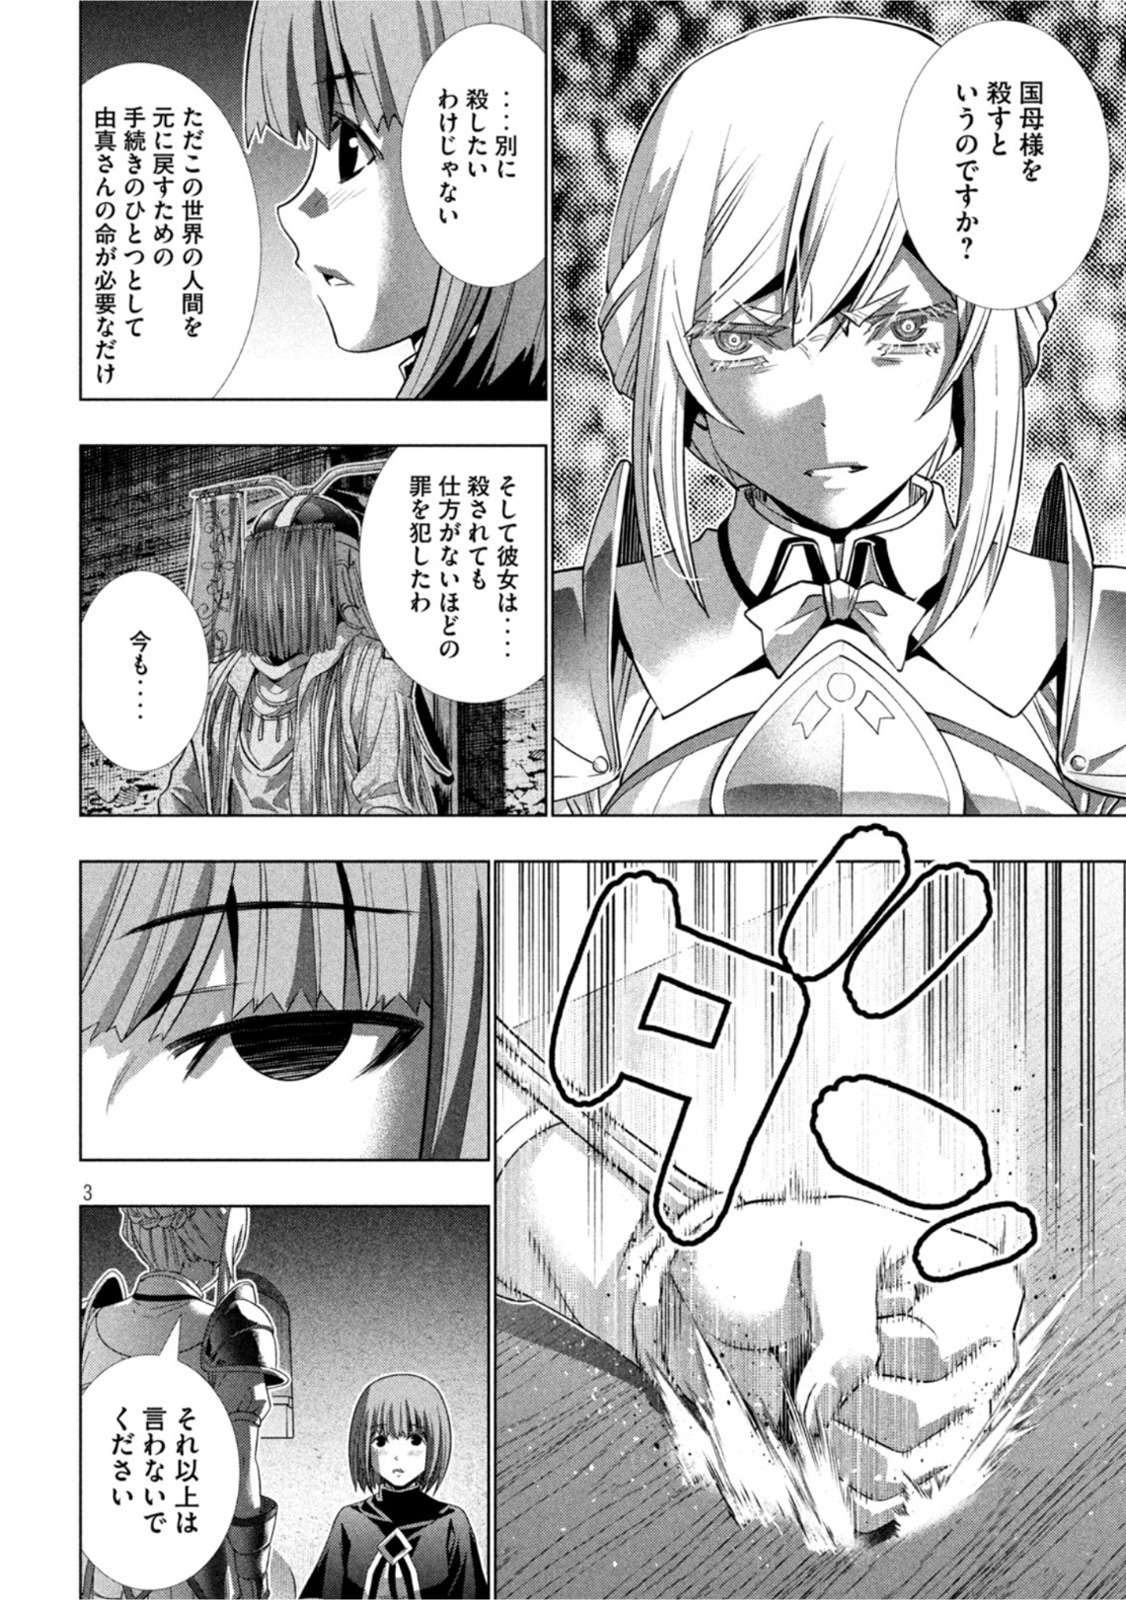 国母様を
殺すと
いうのですか?
‥‥別に
殺したい
わけじゃない
ただこの世界の人間を
元に戻すための
手続きのひとつとして
由真さんの命が必要なだけ
そして彼女は‥‥
殺されても
仕方がないほどの
罪を犯したわ
今も‥‥
ダンッ
それ以上は
言わないで
ください
3